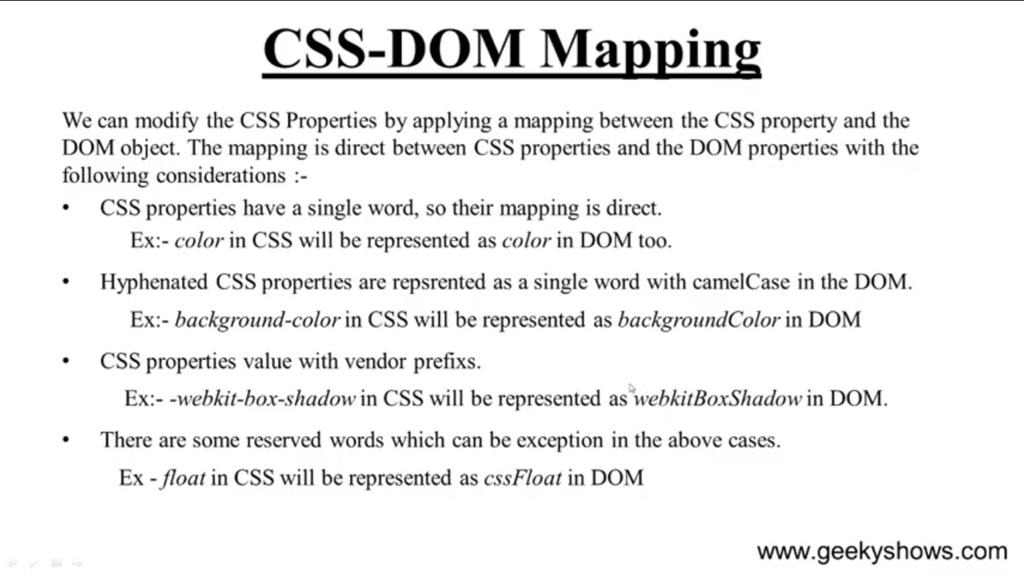 CSS-DOM Mapping
We can modify the CSS Properties by applying a mapping between the CSS property and the
DOM object. The mapping is direct between CSS properties and the DOM properties with the
following considerations :-
• CSS properties have a single word, so their mapping is direct.
Ex:- color in CSS will be represented as color in DOM too.
• Hyphenated CSS properties are repsrented as a single word with camelCase in the DOM.
Ex:- background-color in CSS will be represented as backgroundColor in DOM
• CSS properties value with vendor prefixs.
Ex:- -webkit-box-shadow in CSS will be represented as webkitBoxShadow in DOM.
• There are some reserved words which can be exception in the above cases.
Ex - float in CSS will be represented as cssFloat in DOM
www.geekyshows.com